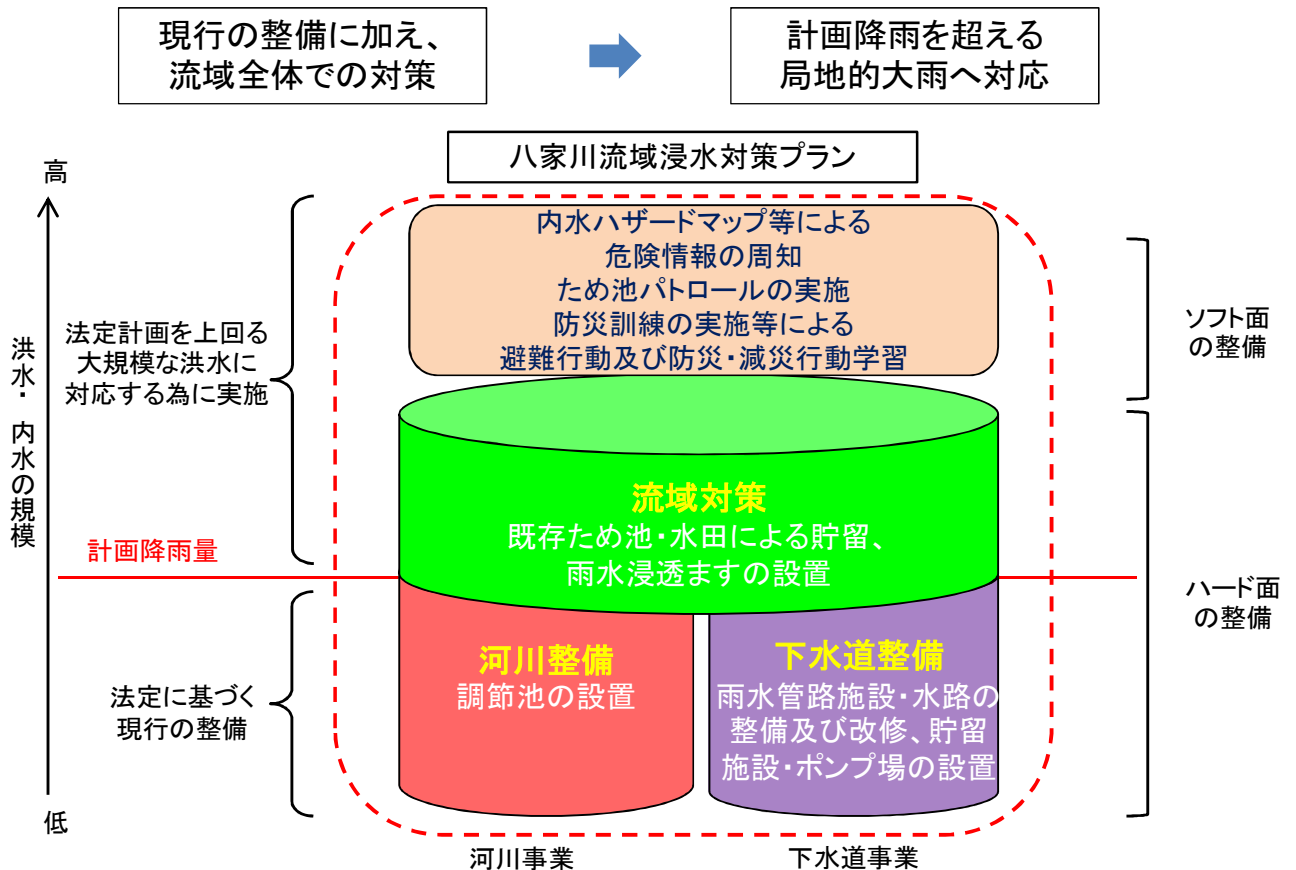 現行の整備に加え、
流域全体での対策
計画降雨を超える
局地的大雨へ対応
八家川流域浸水対策プラン
高
洪水・内水の規模
低
法定計画を上回る
大規模な洪水に
対応する為に実施
計画降雨量
法定に基づく
現行の整備
内水ハザードマップ等による
危険情報の周知
ため池パトロールの実施
防災訓練の実施等による
避難行動及び防災・減災行動学習
流域対策
既存ため池・水田による貯留、
雨水浸透ますの設置
河川整備
調節池の設置
下水道整備
雨水管路施設・水路の
整備及び改修、貯留
施設・ポンプ場の設置
ソフト面
の整備
ハード面
の整備
河川事業
下水道事業